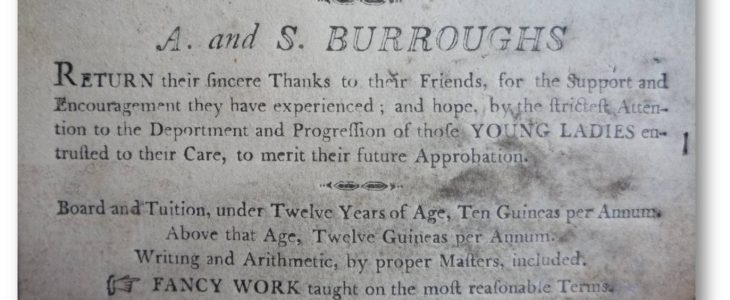 A. and S. BURROUGHS
RETURN their ſincere Thanks to their Friends, for the Support and
Encouragement they have experienced; and hope, by the ſtricteſt Atten-
tion to the Deportment and Progreſſion of thoſe YOUNG LADIES en-
truſted to their Care, to merit their future Approbation.
Board and Tuition, under Twelve Years of Age, Ten Guineas per Annum.
Above that Age, Twelve Guineas per Annum.
Writing and Arithmetic, by proper Maſters, included.
☞ FANCY WORK taught on the moſt reaſonable Terms.